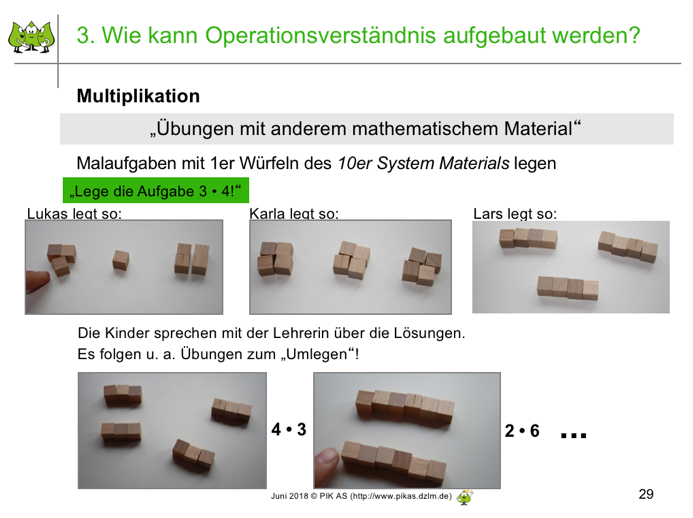 3. Wie kann Operationsverständnis aufgebaut werden?
Multiplikation
„Übungen mit anderem mathematischem Material“
Malaufgaben mit 1er Würfeln des 10er System Materials legen
„Lege die Aufgabe 3 • 4!“
Lukas legt so:
Karla legt so:
Lars legt so:
Die Kinder sprechen mit der Lehrerin über die Lösungen.
Es folgen u. a. Übungen zum „Umlegen“!
4 • 3
2 • 6
...
Juni 2018 © PIK AS (http://www.pikas.dzlm.de)
29